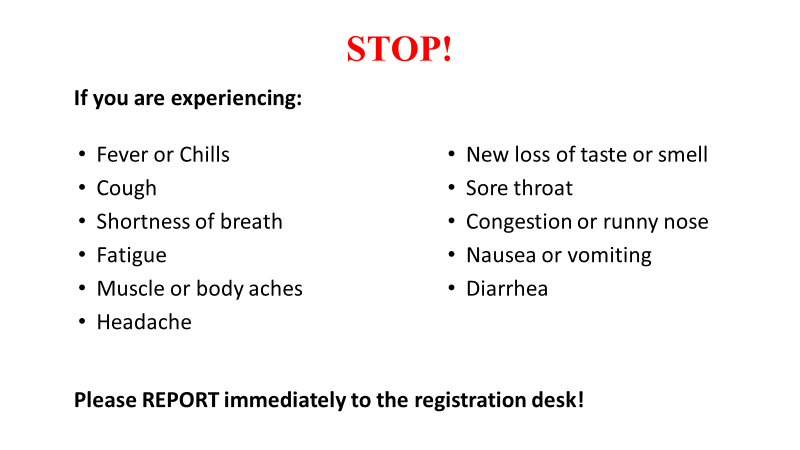 STOP!
If you are experiencing:
• Fever or Chills
• Cough
• Shortness of breath
• Fatigue
• Muscle or body aches
• Headache
• New loss of taste or smell
• Sore throat
• Congestion or runny nose
• Nausea or vomiting
• Diarrhea
Please REPORT immediately to the registration desk!